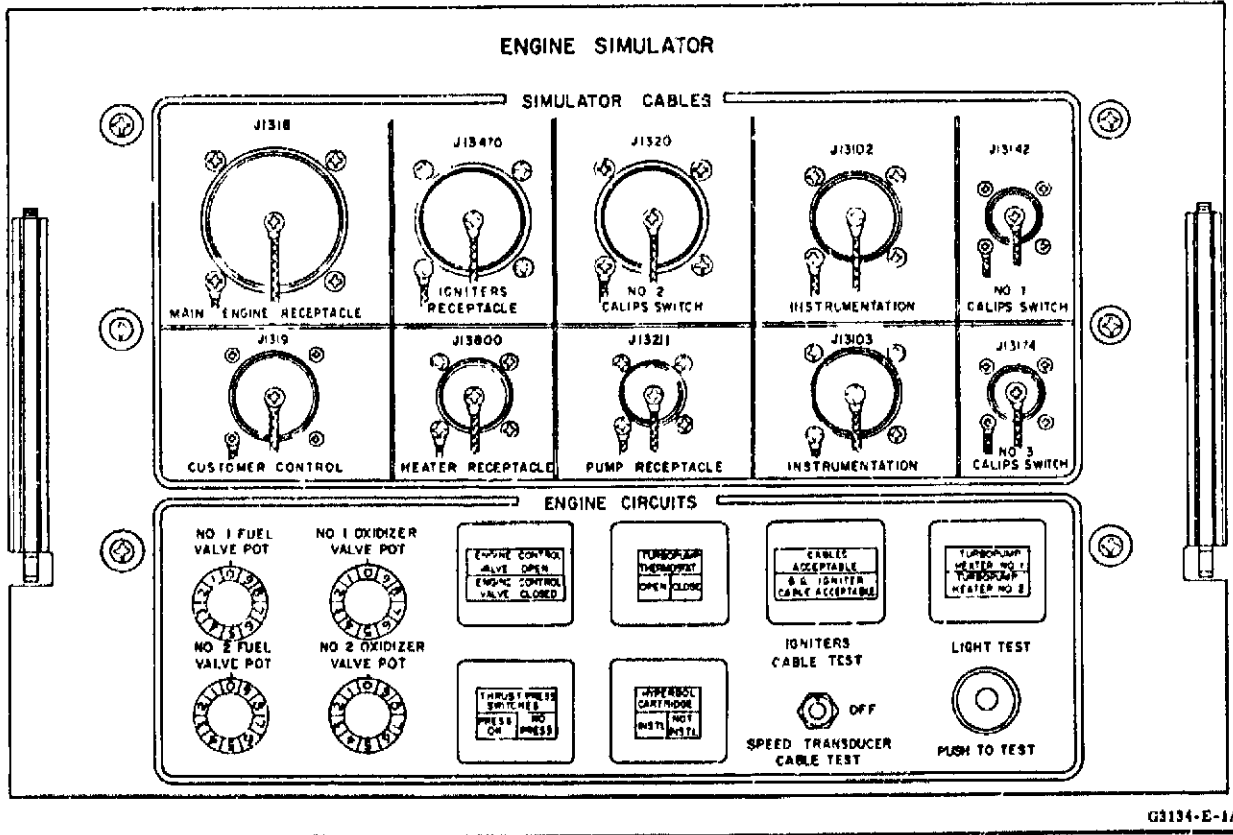 ENGINE SIMULATOR
SIMULATOR CABLES
J1318
MAIN ENGINE RECEPTACLE
J13470
IGNITERS
RECEPTACLE
J1320
NO 2
CALIPS SWITCH
J13102
INSTRUMENTATION
J13142
NO 1
CALIPS SWITCH
J1319
CUSTOMER CONTROL
J13800
HEATER RECEPTACLE
J13211
PUMP RECEPTACLE
J13103
INSTRUMENTATION
J13174
NO 3
CALIPS SWITCH
ENGINE CIRCUITS
NO 1 FUEL
VALVE POT
NO 1 OXIDIZER
VALVE POT
ENGINE CONTROL
VALVE OPEN
ENGINE CONTROL
VALVE CLOSED
TURBOPUMP
THERMOSTAT
OPEN CLOSE
CABLES
ACCEPTABLE
G.G. IGNITER
CABLE ACCEPTABLE
TURBOPUMP
HEATER NO 1
TURBOPUMP
HEATER NO 2
NO 2 FUEL
VALVE POT
NO 2 OXIDIZER
VALVE POT
THRUST PRESS
SWITCHES
PRESS
ON
NO
PRESS
HYPERGOL
CARTRIDGE
INSTL
NOT
INSTL
IGNITERS
CABLE TEST
OFF
SPEED TRANSDUCER
CABLE TEST
LIGHT TEST
PUSH TO TEST